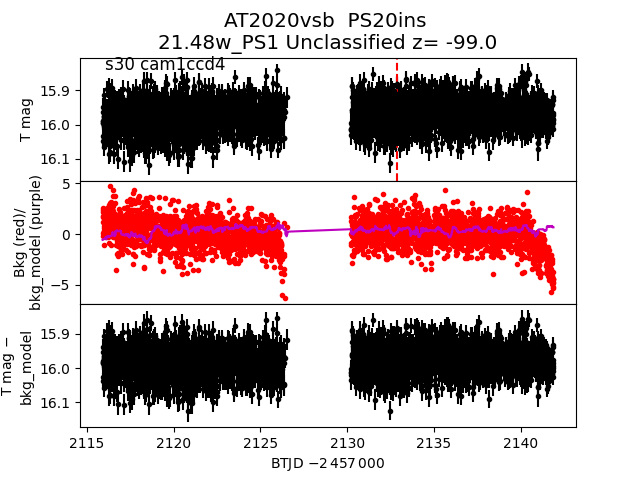 AT2020vsb  PS20ins
21.48w_PS1 Unclassified z= -99.0
s30 cam1ccd4
15.9
16.0
16.1
T mag
5
0
−5
Bkg (red)/
bkg_model (purple)
15.9
16.0
16.1
T mag −
bkg_model
2115 2120 2125 2130 2135 2140
BTJD −2 457 000